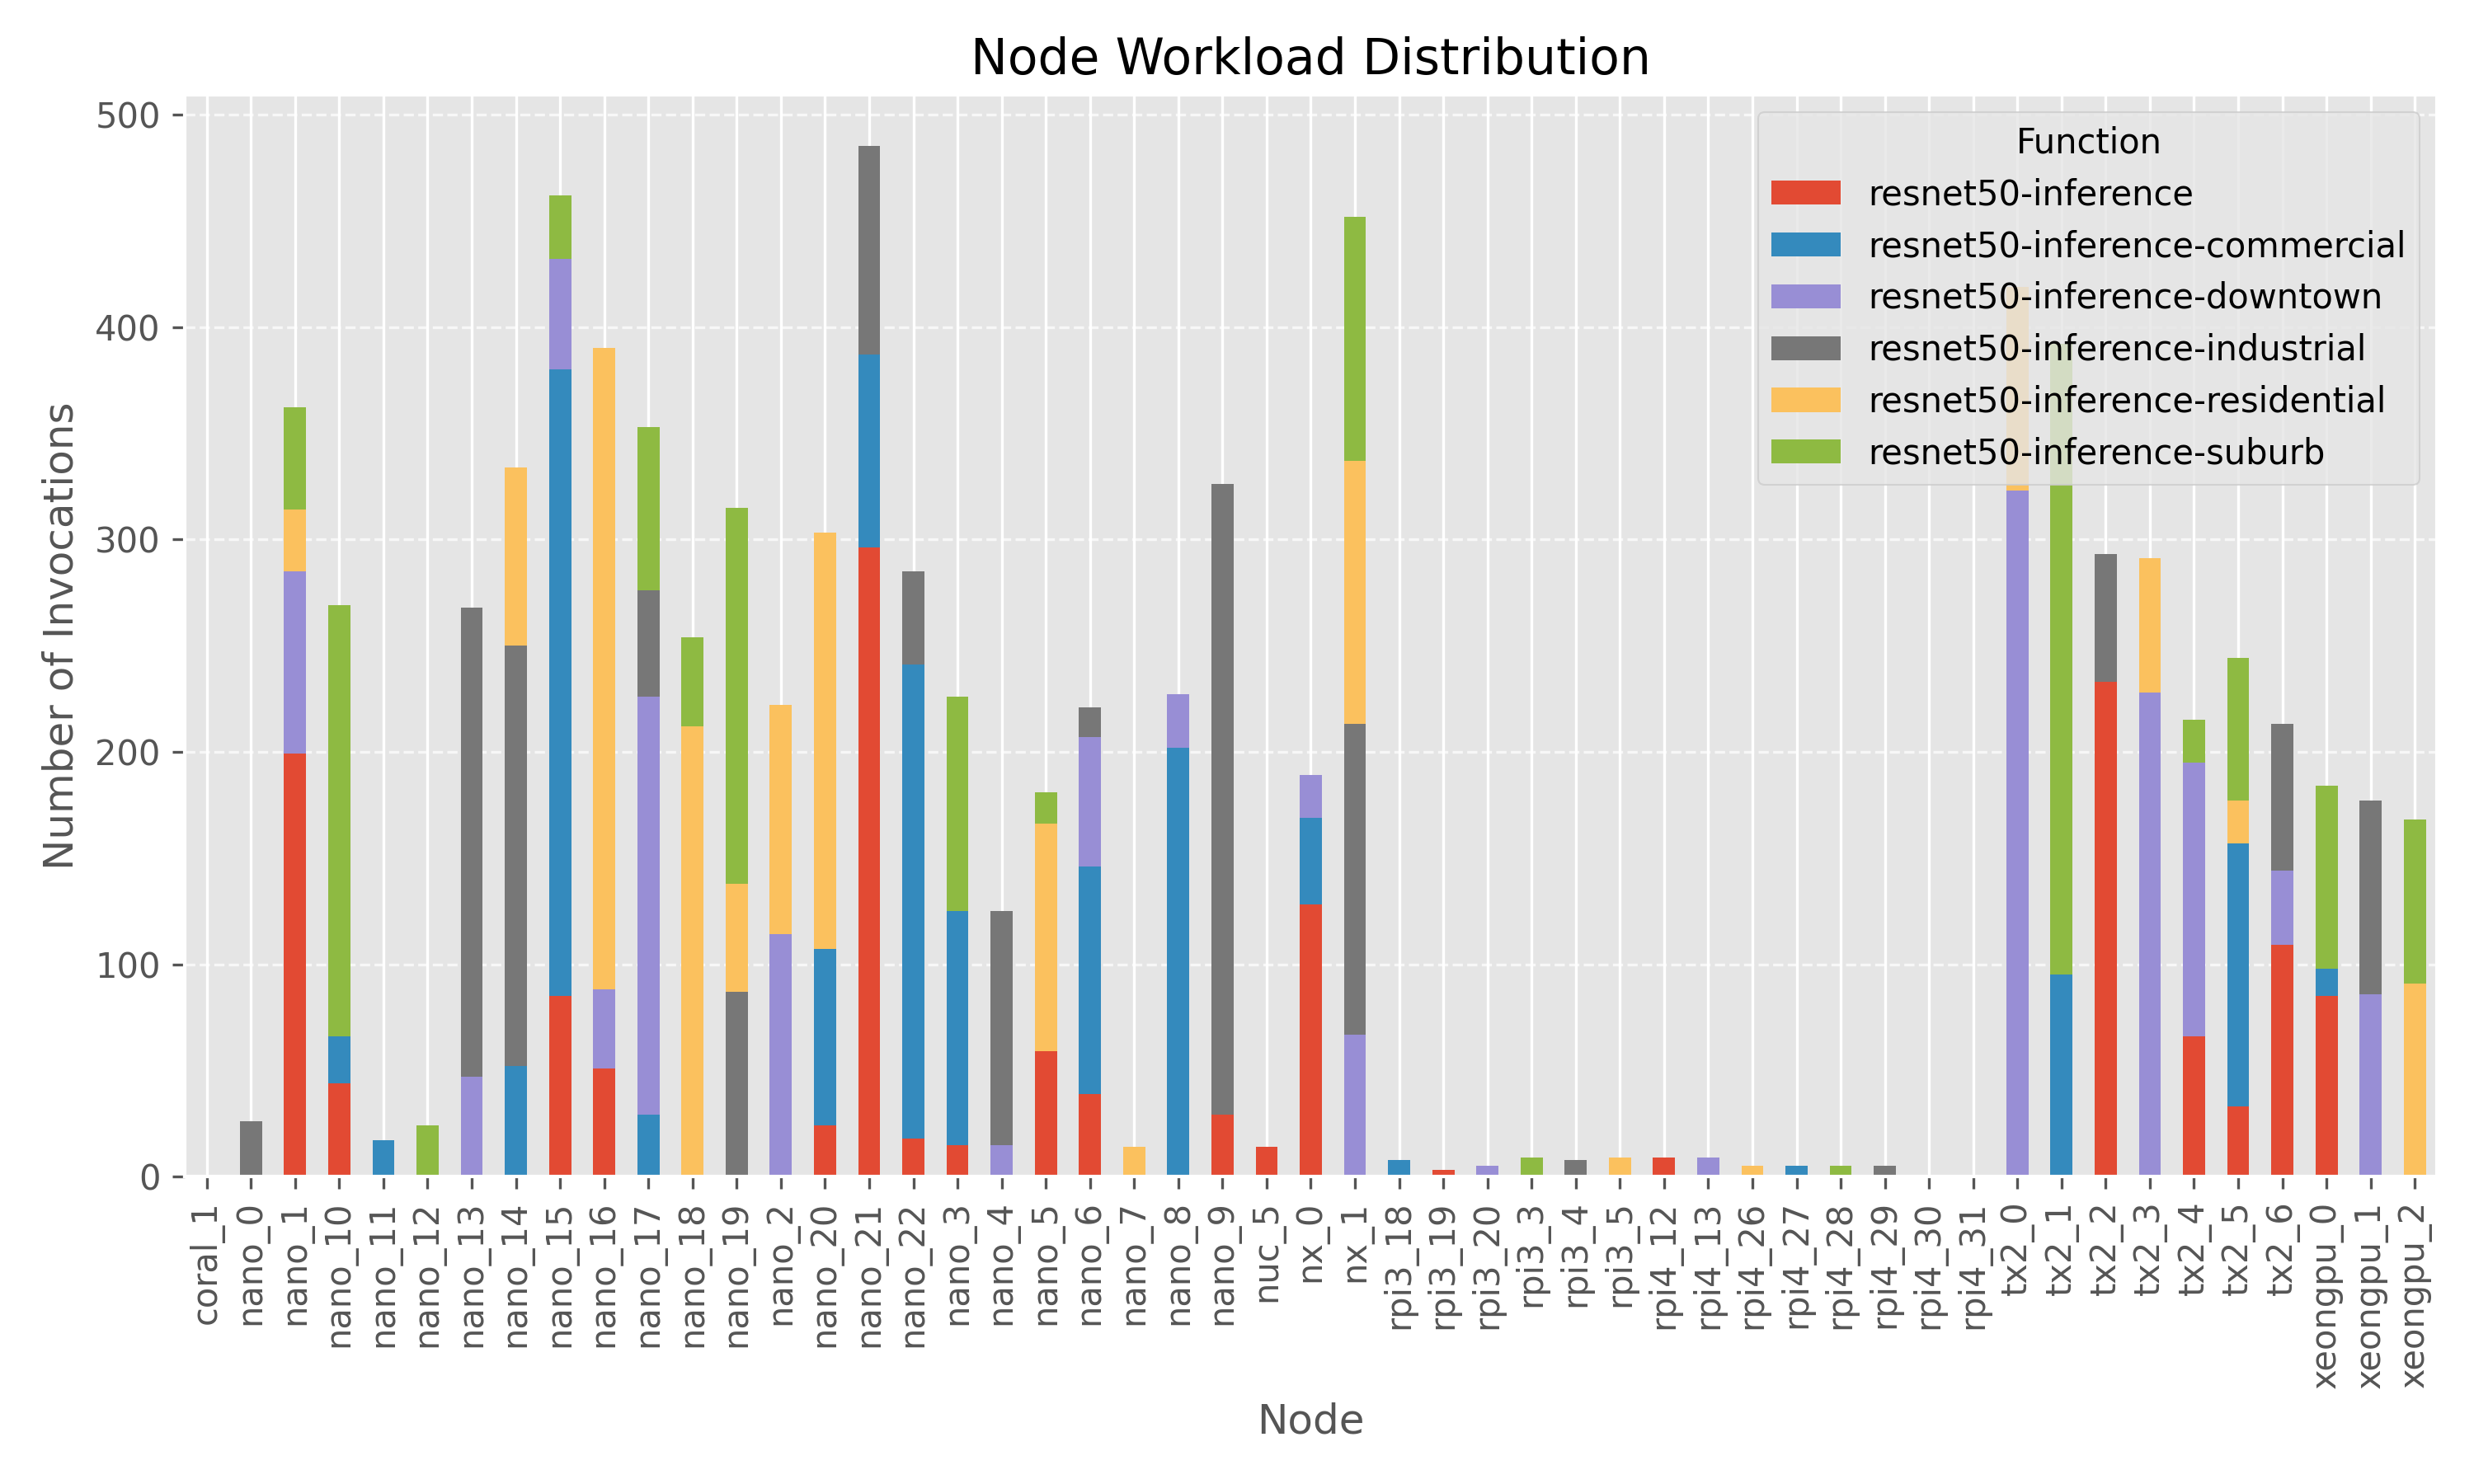 Node Workload Distribution
Number of Invocations
500
400
300
200
100
0
Function
resnet50-inference
resnet50-inference-commercial
resnet50-inference-downtown
resnet50-inference-industrial
resnet50-inference-residential
resnet50-inference-suburb
coral_1
nano_0
nano_1
nano_10
nano_11
nano_12
nano_13
nano_14
nano_15
nano_16
nano_17
nano_18
nano_19
nano_2
nano_20
nano_21
nano_22
nano_3
nano_4
nano_5
nano_6
nano_7
nano_8
nano_9
nuc_5
nx_0
nx_1
rpi3_18
rpi3_19
rpi3_20
rpi3_3
rpi3_4
rpi3_5
rpi4_12
rpi4_13
rpi4_26
rpi4_27
rpi4_28
rpi4_29
rpi4_30
rpi4_31
tx2_0
tx2_1
tx2_2
tx2_3
tx2_4
tx2_5
tx2_6
xeongpu_0
xeongpu_1
xeongpu_2
Node